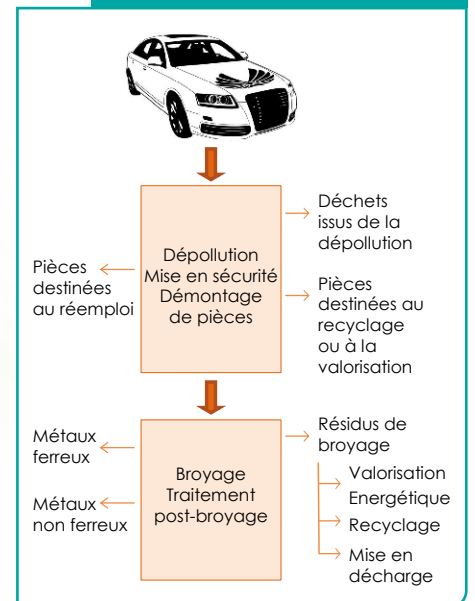 Déchets
issus de la
dépollution
Dépollution
Mise en sécurité
Démontage
de pièces
Pièces
destinées
au réemploi
Pièces
destinées au
recyclage
ou à la
valorisation
Métaux
ferreux
Métaux
non ferreux
Broyage
Traitement
post-broyage
Résidus de
broyage
Valorisation
Energétique
Recyclage
Mise en
décharge